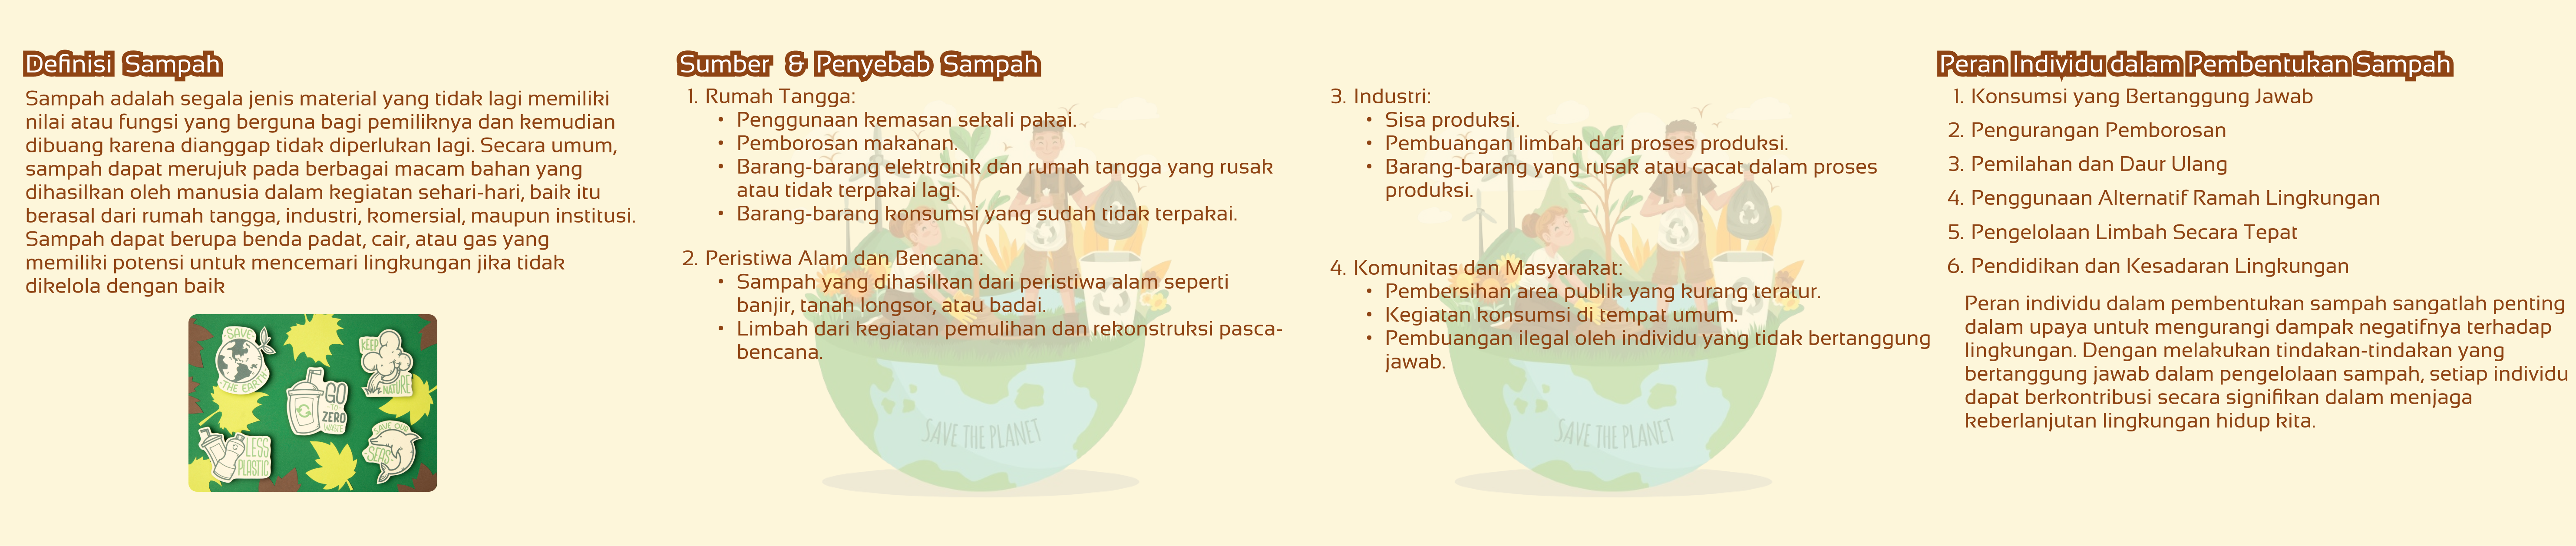 Definisi Sampah
Sampah adalah segala jenis material yang tidak lagi memiliki
nilai atau fungsi yang berguna bagi pemiliknya dan kemudian
dibuang karena dianggap tidak diperlukan lagi. Secara umum,
sampah dapat merujuk pada berbagai macam bahan yang
dihasilkan oleh manusia dalam kegiatan sehari-hari, baik itu
berasal dari rumah tangga, industri, komersial, maupun institusi.
Sampah dapat berupa benda padat, cair, atau gas yang
memiliki potensi untuk mencemari lingkungan jika tidak
dikelola dengan baik
SAVE
THE EARTH
KEEP
NATURE
GO
TO
ZERO
WASTE
LESS
PLASTIC
SAVE OUR
SEAS
Sumber & Penyebab Sampah
1. Rumah Tangga:
• Penggunaan kemasan sekali pakai.
• Pemborosan makanan.
• Barang-barang elektronik dan rumah tangga yang rusak
atau tidak terpakai lagi.
• Barang-barang konsumsi yang sudah tidak terpakai.
2. Peristiwa Alam dan Bencana:
• Sampah yang dihasilkan dari peristiwa alam seperti
banjir, tanah longsor, atau badai.
• Limbah dari kegiatan pemulihan dan rekonstruksi pasca-
bencana.
SAVE THE PLANET
3. Industri:
• Sisa produksi.
• Pembuangan limbah dari proses produksi.
• Barang-barang yang rusak atau cacat dalam proses
produksi.
4. Komunitas dan Masyarakat:
• Pembersihan area publik yang kurang teratur.
• Kegiatan konsumsi di tempat umum.
• Pembuangan ilegal oleh individu yang tidak bertanggung
jawab.
SAVE THE PLANET
Peran Individu dalam Pembentukan Sampah
1. Konsumsi yang Bertanggung Jawab
2. Pengurangan Pemborosan
3. Pemilahan dan Daur Ulang
4. Penggunaan Alternatif Ramah Lingkungan
5. Pengelolaan Limbah Secara Tepat
6. Pendidikan dan Kesadaran Lingkungan
Peran individu dalam pembentukan sampah sangatlah penting
dalam upaya untuk mengurangi dampak negatifnya terhadap
lingkungan. Dengan melakukan tindakan-tindakan yang
bertanggung jawab dalam pengelolaan sampah, setiap individu
dapat berkontribusi secara signifikan dalam menjaga
keberlanjutan lingkungan hidup kita.